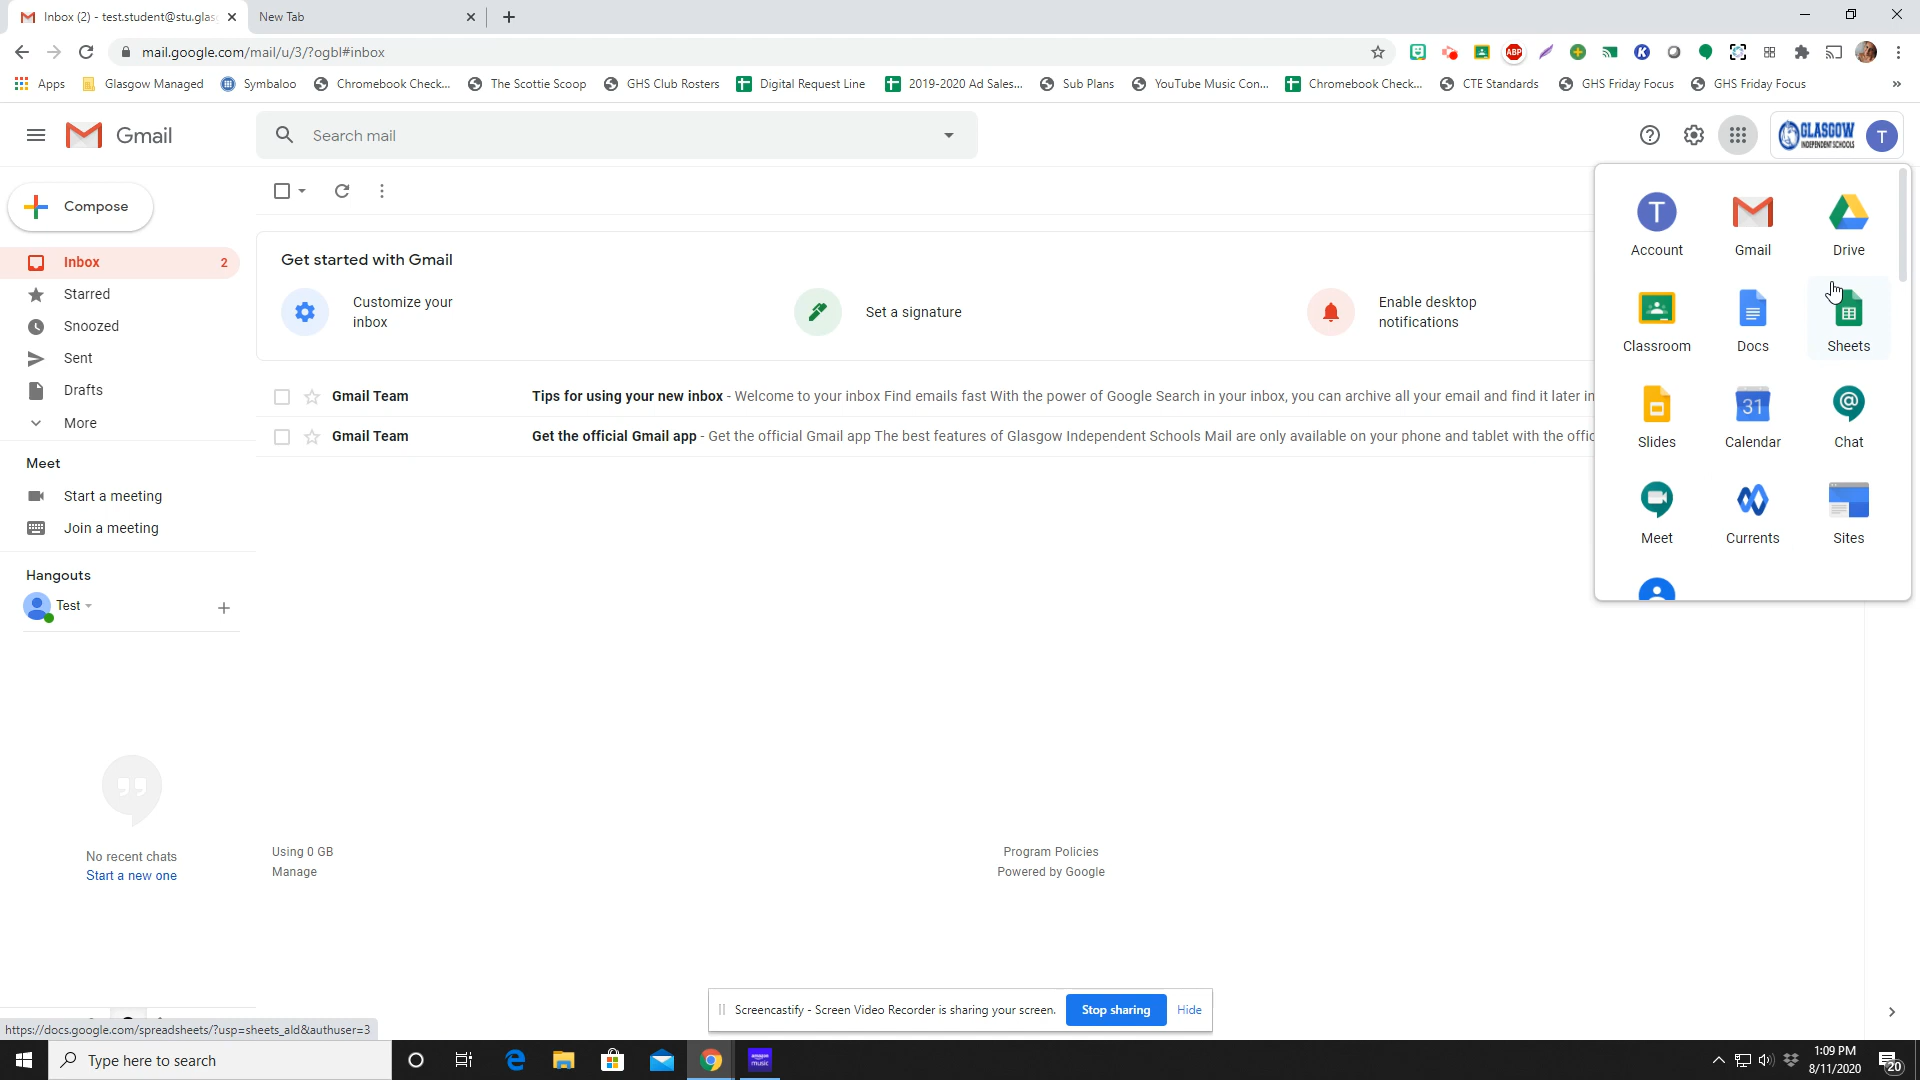 Inbox (2) - test.student@stu.glas
New Tab
mail.google.com/mail/u/3/?ogbl#inbox
Apps
Glasgow Managed
Symbaloo
Chromebook Check...
The Scottie Scoop
GHS Club Rosters
Digital Request Line
2019-2020 Ad Sales...
Sub Plans
YouTube Music Con...
Chromebook Check...
CTE Standards
GHS Friday Focus
GHS Friday Focus
»
Gmail
Search mail
GLASGOW
INDEPENDENT SCHOOLS
T
Compose
Inbox 2
Starred
Snoozed
Sent
Drafts
More
Meet
Start a meeting
Join a meeting
Hangouts
Test
No recent chats
Start a new one
Get started with Gmail
Customize your
inbox
Set a signature
Enable desktop
notifications
Gmail Team Tips for using your new inbox - Welcome to your inbox Find emails fast With the power of Google Search in your inbox, you can archive all your email and find it later in
Gmail Team Get the official Gmail app - Get the official Gmail app The best features of Glasgow Independent Schools Mail are only available on your phone and tablet with the offic
Using 0 GB
Manage
Program Policies
Powered by Google
T
Account
Gmail
Drive
Classroom
Docs
Sheets
Slides
31
Calendar
Chat
Meet
Currents
Sites
ABP
K
Screencastify - Screen Video Recorder is sharing your screen. Stop sharing Hide
https://docs.google.com/spreadsheets/?usp=sheets_ald&authuser=3
Type here to search
amazon
music
1:09 PM
8/11/2020
20